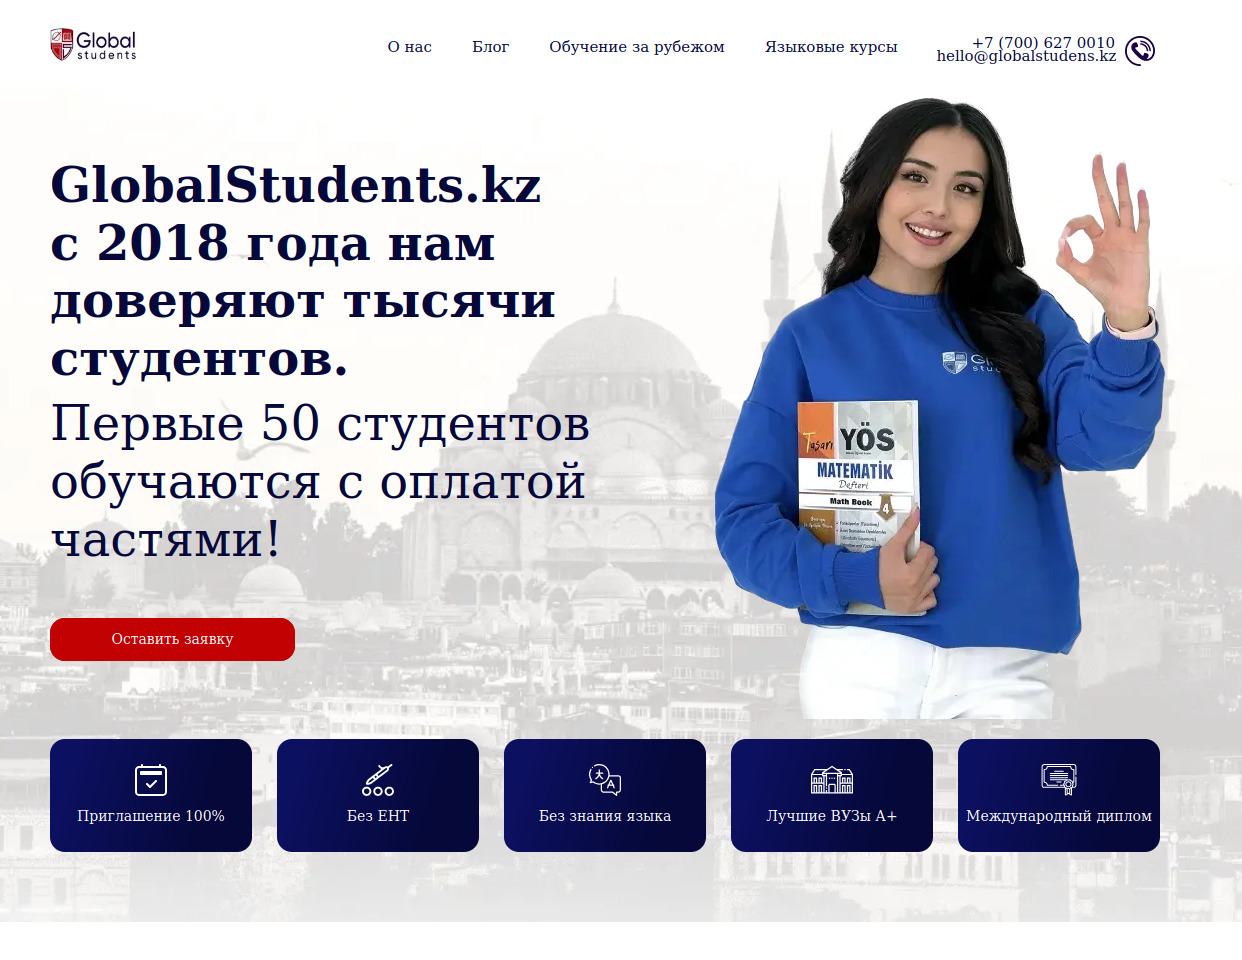 Global
students
О нас
Блог
Обучение за рубежом
Языковые курсы
+7 (700) 627 0010
hello@globalstudens.kz
GlobalStudents.kz
с 2018 года нам
доверяют тысячи
студентов.
Первые 50 студентов
обучаются с оплатой
частями!
Оставить заявку
Tasarı
YÖS
MATEMATİK
Defteri
Math Book
4
Приглашение 100%
Без ЕНТ
Без знания языка
Лучшие ВУЗы А+
Международный диплом